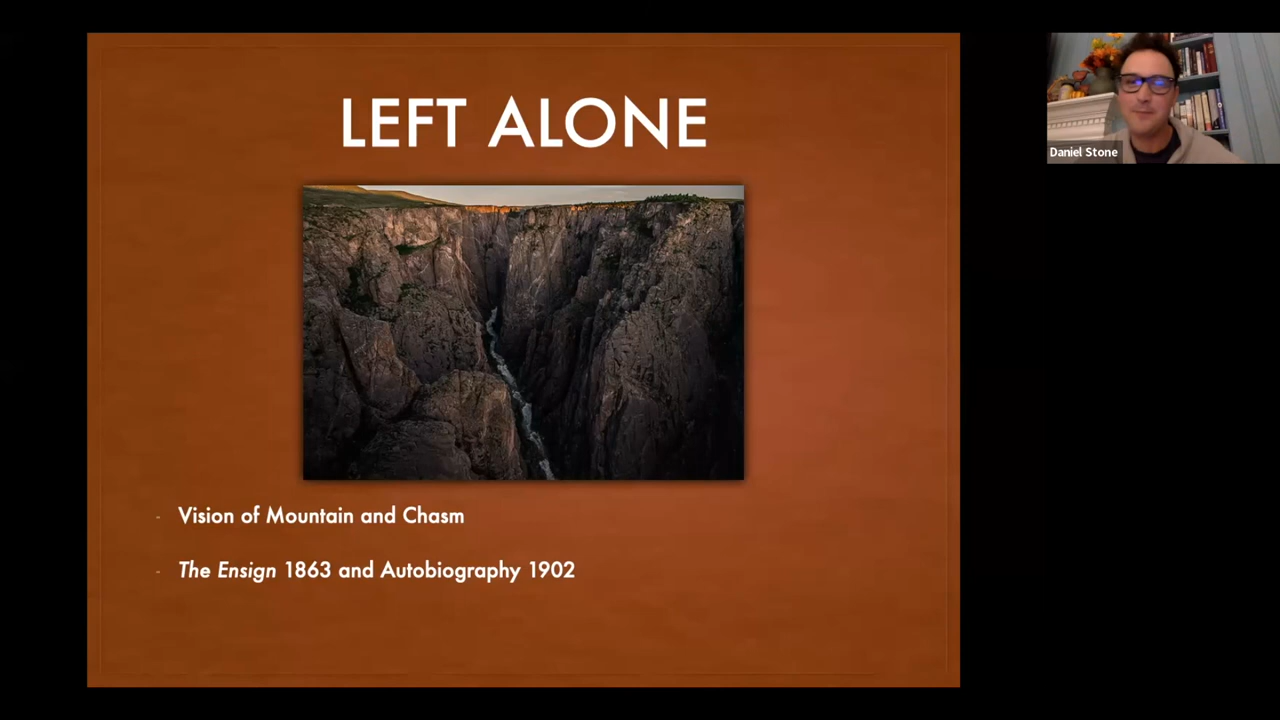 LEFT ALONE
Daniel Stone
- Vision of Mountain and Chasm
- The Ensign 1863 and Autobiography 1902